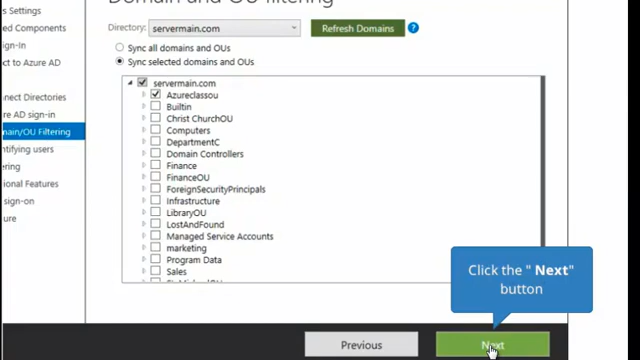 Domain and OU filtering
s Settings
Directory: servermain.com Refresh Domains ?
ed Components
Sync all domains and OUs
Sign-In
Sync selected domains and OUs
ct to Azure AD
servermain.com
Azureclassou
nect Directories
Builtin
re AD sign-in
Christ ChurchOU
main/OU Filtering
Computers
DepartmentC
ntifying users
Domain Controllers
ering
Finance
FinanceOU
ional Features
ForeignSecurityPrincipals
sign-on
Infrastructure
ure
LibraryOU
LostAndFound
Managed Service Accounts
marketing
Program Data
Sales
Click the " Next"
button
Previous
Next